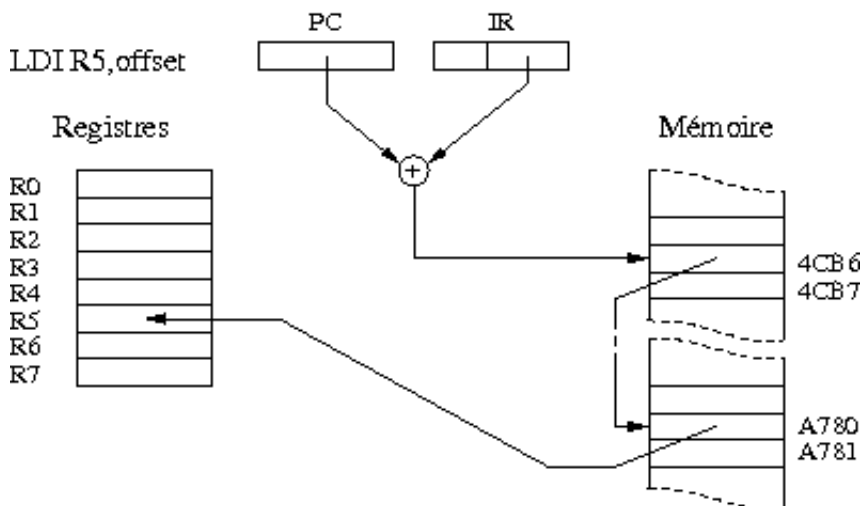 PC IR
LDI R5,offset
Registres Mémoire
R0
R1
R2
R3
R4
R5
R6
R7
+
4CB6
4CB7
A780
A781